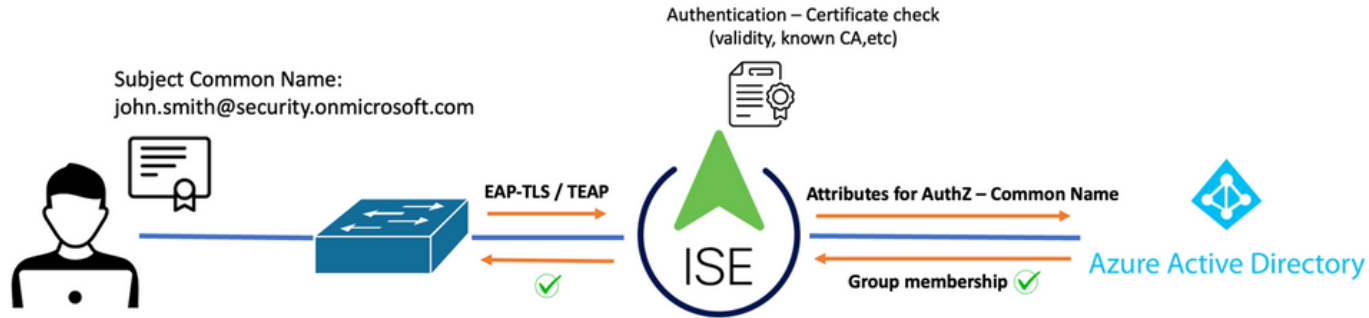 Authentication – Certificate check
(validity, known CA,etc)
Subject Common Name:
john.smith@security.onmicrosoft.com
EAP-TLS / TEAP
Attributes for AuthZ – Common Name
ISE
Azure Active Directory
Group membership